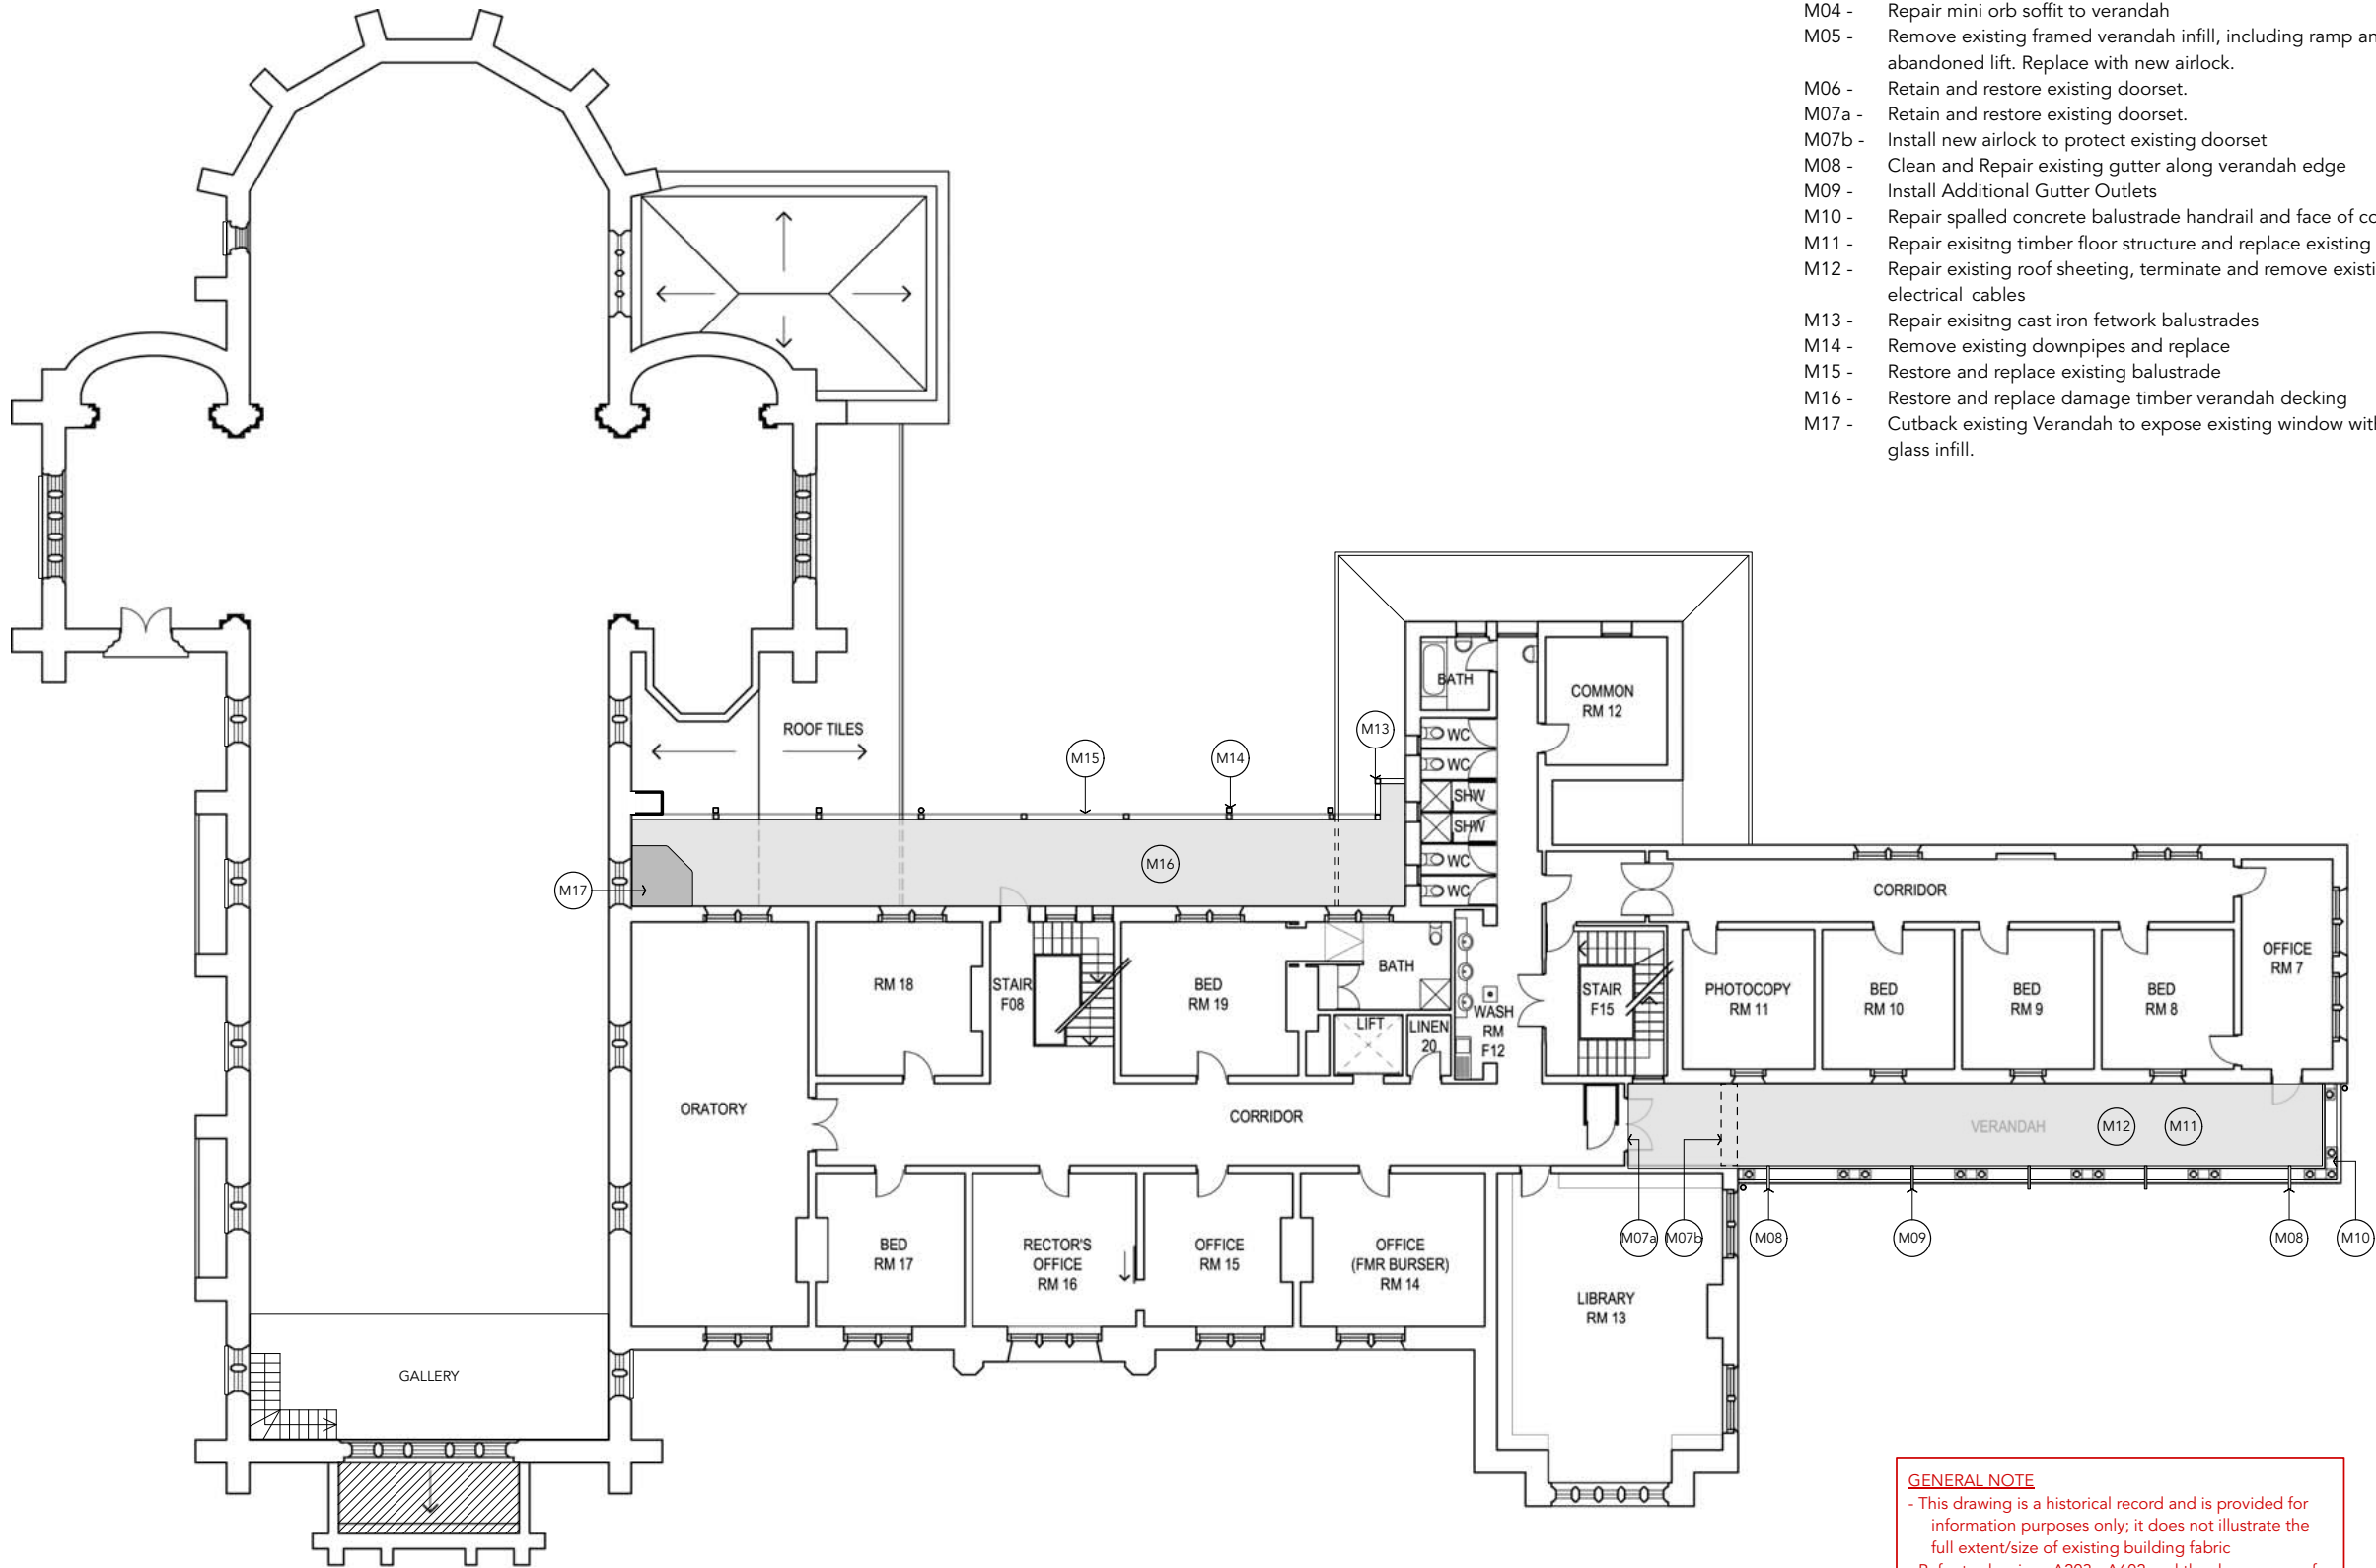 M04 - Repair mini orb soffit to verandah
M05 - Remove existing framed verandah infill, including ramp
abandoned lift. Replace with new airlock.
M06 - Retain and restore existing doorset.
M07a - Retain and restore existing doorset.
M07b - Install new airlock to protect existing doorset
M08 - Clean and Repair existing gutter along verandah edge
M09 - Install Additional Gutter Outlets
M10 - Repair spalled concrete balustrade handrail and face of
M11 - Repair exisitng timber floor structure and replace existing
M12 - Repair existing roof sheeting, terminate and remove
electrical cables
M13 - Repair exisitng cast iron fetwork balustrades
M14 - Remove existing downpipes and replace
M15 - Restore and replace existing balustrade
M16 - Restore and replace damage timber verandah decking
M17 - Cutback existing Verandah to expose existing window
glass infill.
BATH
COMMON
RM 12
ROOF TILES
M13
M15
M14
WC
WC
SHW
SHW
WC
WC
M16
M17
CORRIDOR
OFFICE
RM 7
RM 18
STAIR
F08
BED
RM 19
BATH
LIFT
LINEN
20
WASH
RM
F12
STAIR
F15
PHOTOCOPY
RM 11
BED
RM 10
BED
RM 9
BED
RM 8
ORATORY
CORRIDOR
VERANDAH
M12
M11
M07a
M07b
M08
M09
M08
M10
BED
RM 17
RECTOR'S
OFFICE
RM 16
OFFICE
RM 15
OFFICE
(FMR BURSER)
RM 14
LIBRARY
RM 13
GALLERY
GENERAL NOTE
- This drawing is a historical record and is provided for
information purposes only; it does not illustrate the
full extent/size of existing building fabric